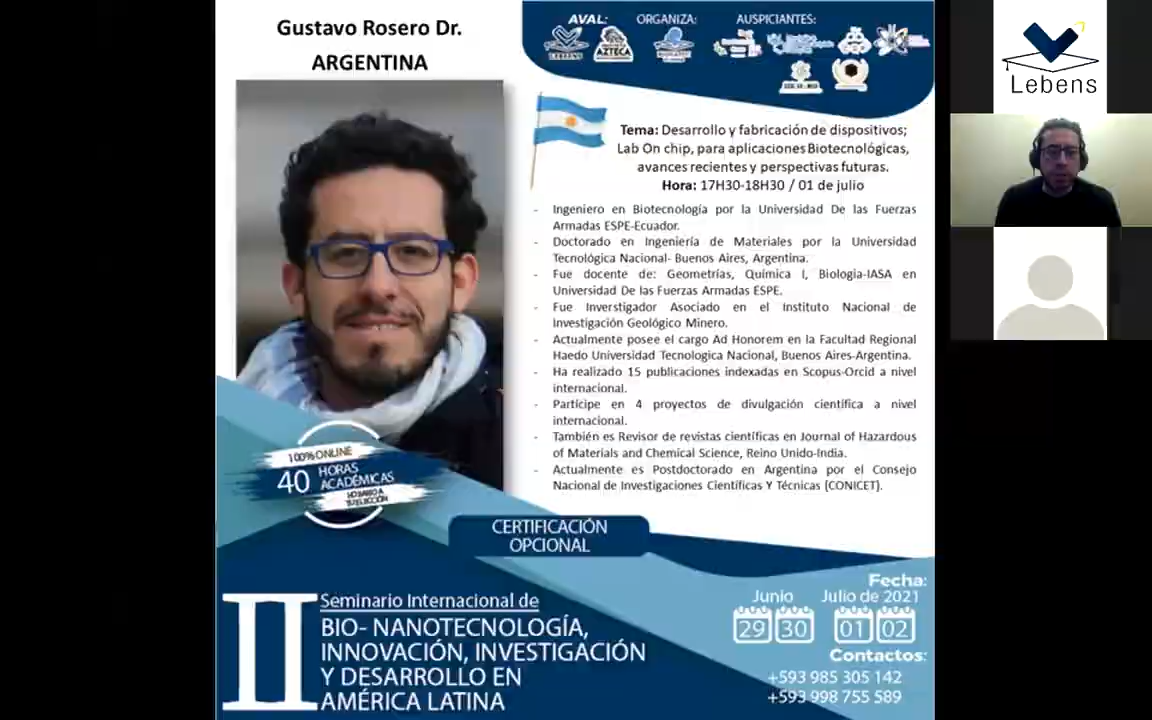 Gustavo Rosero Dr.
ARGENTINA
AVAL:
ORGANIZA:
AUSPICIANTES:
LEBENS
AZTECA
Lebens
Tema: Desarrollo y fabricación de dispositivos;
Lab On chip, para aplicaciones Biotecnológicas,
avances recientes y perspectivas futuras.
Hora: 17H30-18H30 / 01 de julio
- Ingeniero en Biotecnología por la Universidad De las Fuerzas
Armadas ESPE-Ecuador.
- Doctorado en Ingeniería de Materiales por la Universidad
Tecnológica Nacional- Buenos Aires, Argentina.
- Fue docente de: Geometrías, Química I, Biologia-IASA en
Universidad De las Fuerzas Armadas ESPE.
- Fue Inverstigador Asociado en el Instituto Nacional de
Investigación Geológico Minero.
- Actualmente posee el cargo Ad Honorem en la Facultad Regional
Haedo Universidad Tecnologica Nacional, Buenos Aires-Argentina.
- Ha realizado 15 publicaciones indexadas en Scopus-Orcid a nivel
internacional.
- Partícipe en 4 proyectos de divulgación científica a nivel
internacional.
- También es Revisor de revistas científicas en Journal of Hazardous
of Materials and Chemical Science, Reino Unido-India.
- Actualmente es Postdoctorado en Argentina por el Consejo
Nacional de Investigaciones Científicas Y Técnicas (CONICET).
100% ONLINE
40 HORAS
ACADÉMICAS
CERTIFICACIÓN
OPCIONAL
II Seminario Internacional de
BIO- NANOTECNOLOGÍA,
INNOVACIÓN, INVESTIGACIÓN
Y DESARROLLO EN
AMÉRICA LATINA
Fecha:
Junio Julio de 2021
29 30 01 02
Contactos:
+593 985 305 142
+593 998 755 589